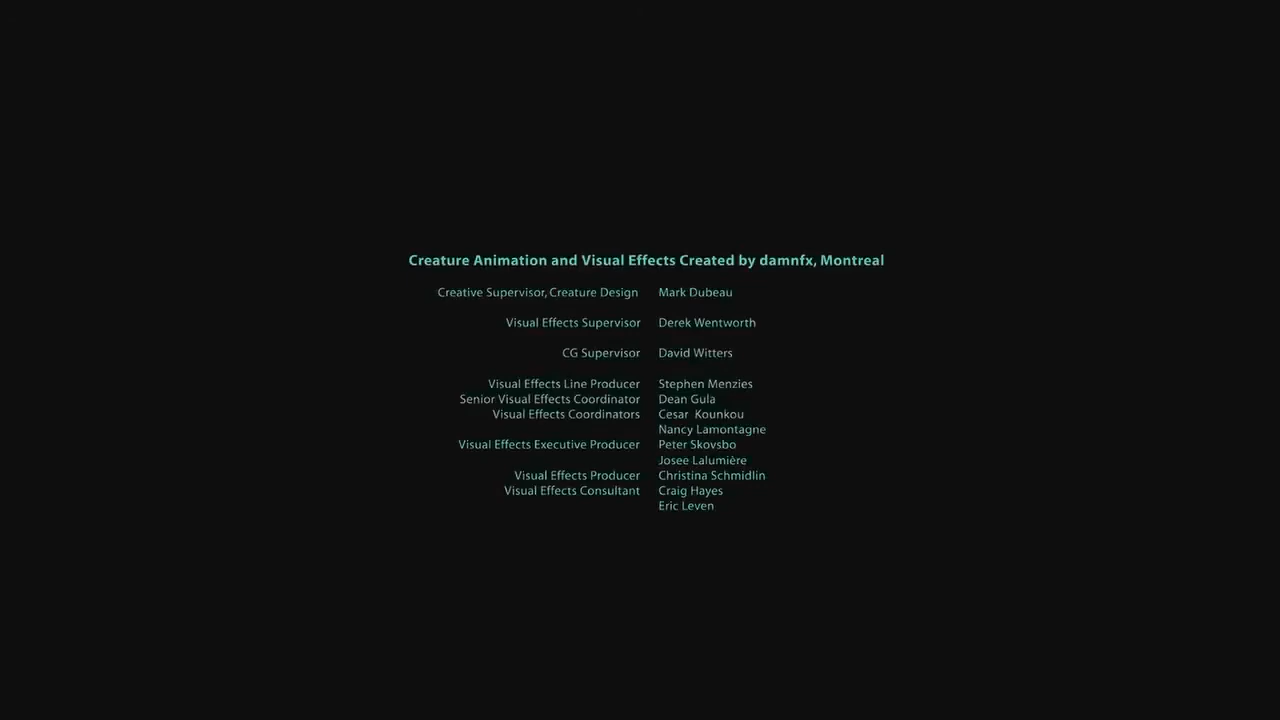 Creature Animation and Visual Effects Created by damnfx, Montreal
Creative Supervisor, Creature Design Mark Dubeau
Visual Effects Supervisor Derek Wentworth
CG Supervisor David Witters
Visual Effects Line Producer Stephen Menzies
Senior Visual Effects Coordinator Dean Gula
Visual Effects Coordinators Cesar Kounkou
Nancy Lamontagne
Visual Effects Executive Producer Peter Skovsbo
Josee Lalumière
Visual Effects Producer Christina Schmidlin
Visual Effects Consultant Craig Hayes
Eric Leven